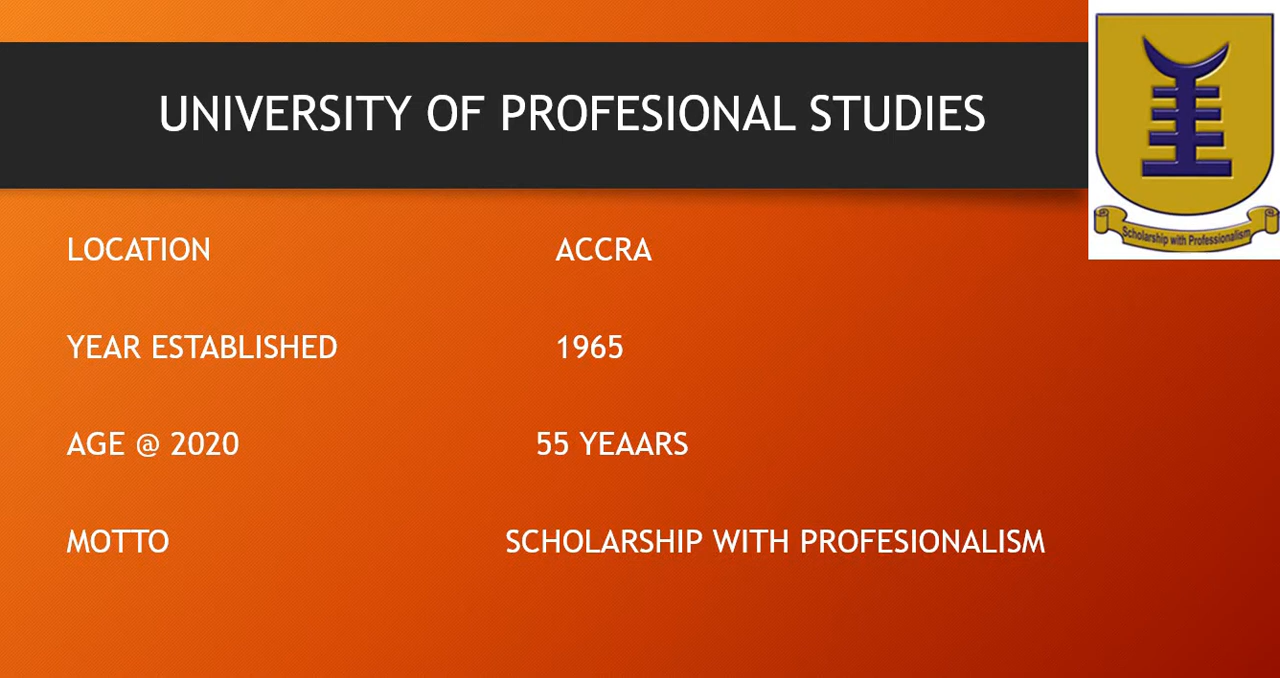 UNIVERSITY OF PROFESIONAL STUDIES
Scholarship with Professionalism
LOCATION ACCRA
YEAR ESTABLISHED 1965
AGE @ 2020 55 YEAARS
MOTTO SCHOLARSHIP WITH PROFESIONALISM